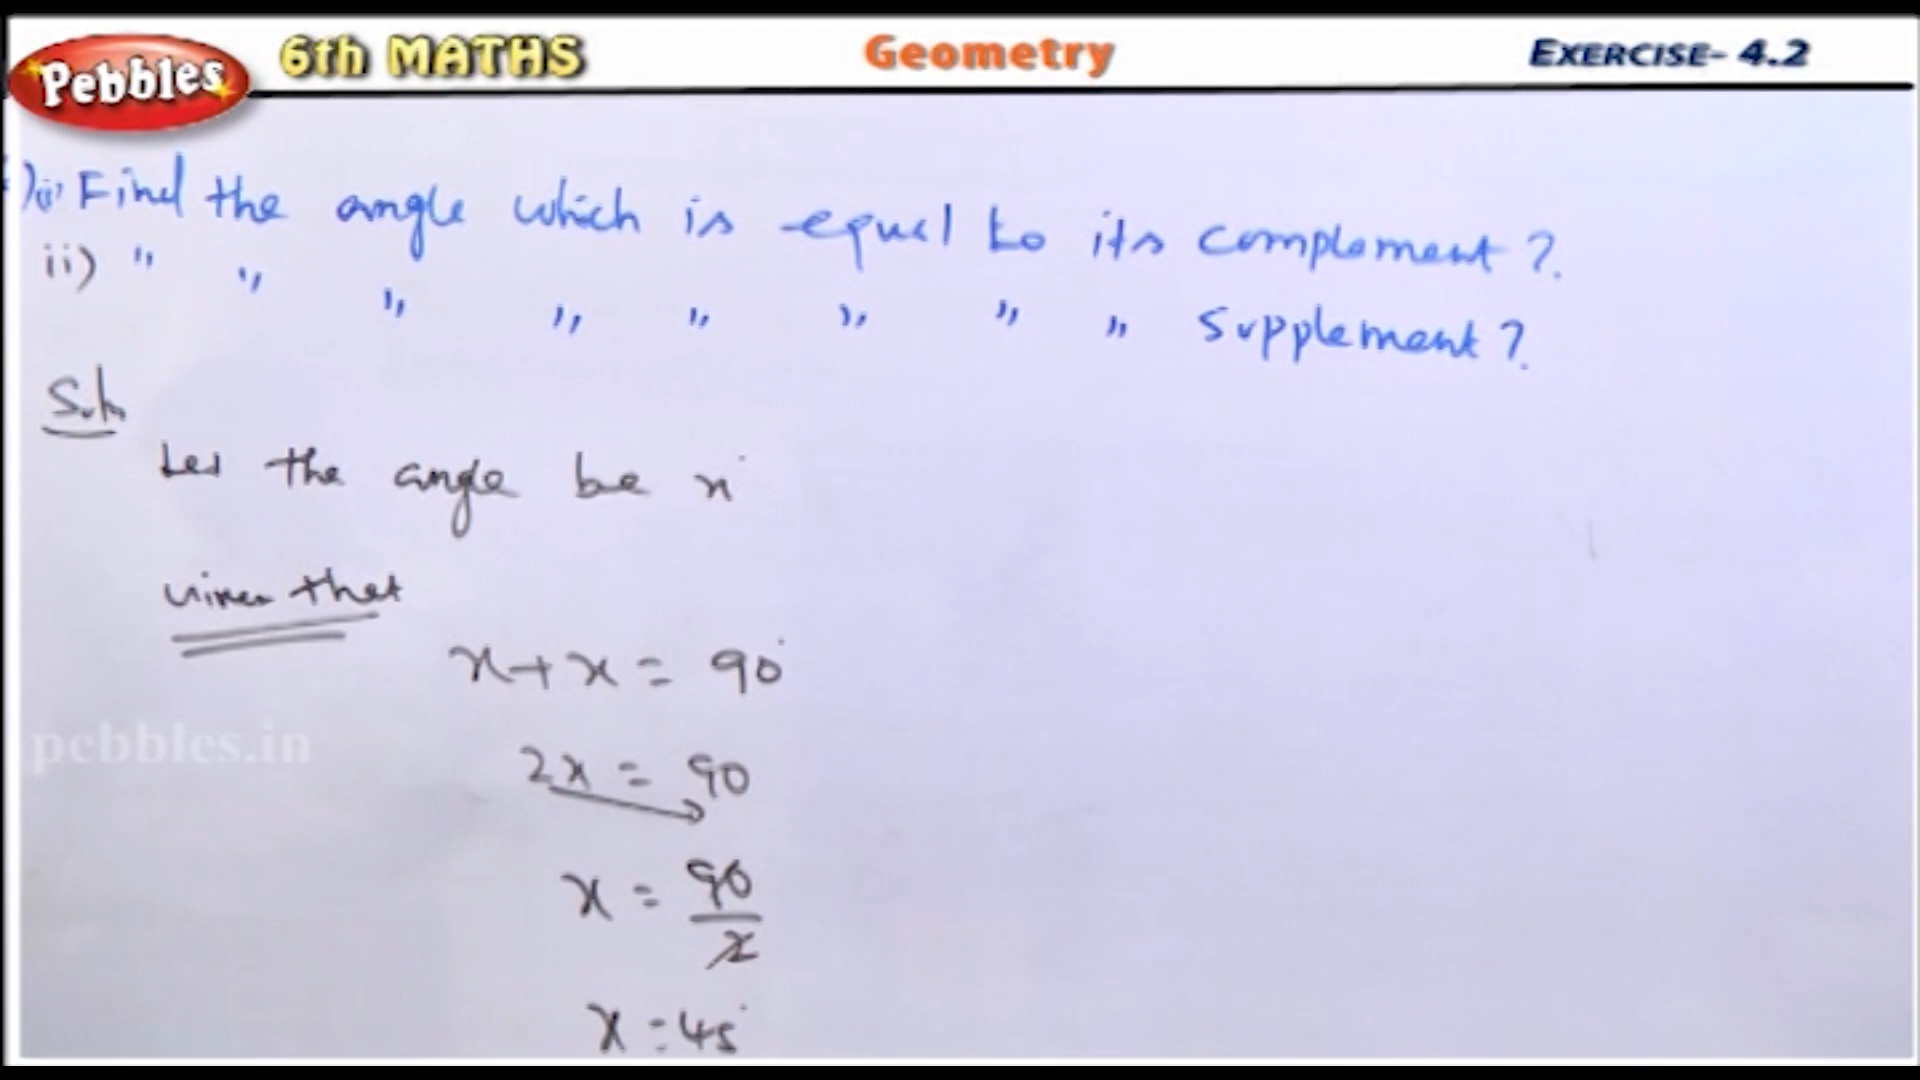 Pebbles 6th MATHS Geometry EXERCISE- 4.2
i) Find the angle which is equal to its complement?
ii) " " " " " " " " Supplement?
Soln
Let the angle be x°
Given that
x+x = 90°
2x = 90
pebbles.in
x = 90/2
x = 45°